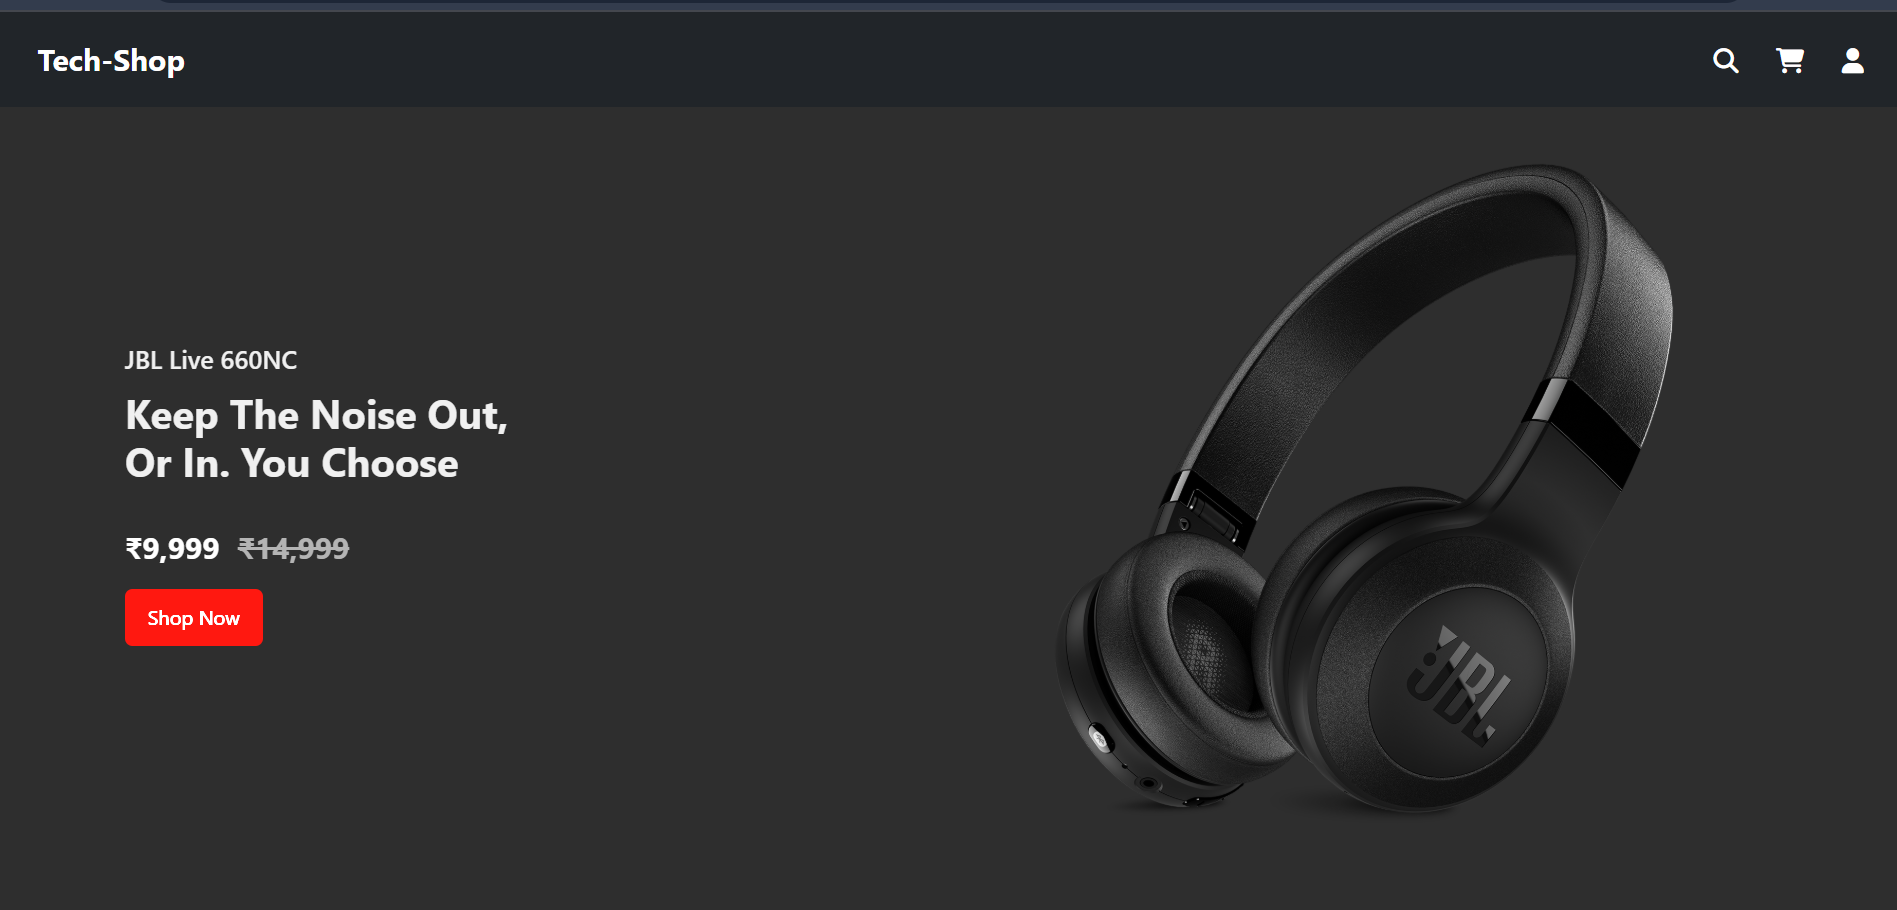 Tech-Shop
JBL Live 660NC
Keep The Noise Out,
Or In. You Choose
₹9,999 ₹14,999
Shop Now
JBL